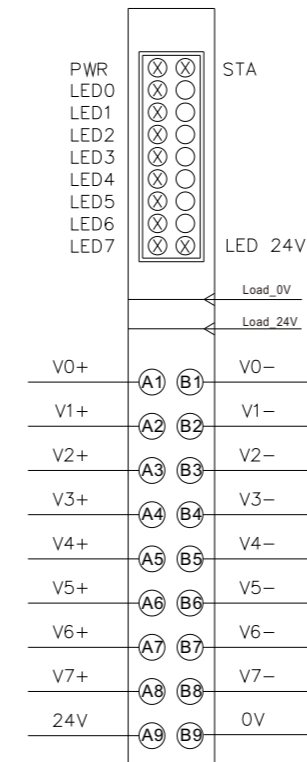 PWR STA
LED0
LED1
LED2
LED3
LED4
LED5
LED6
LED7 LED 24V
Load_0V
Load_24V
V0+ A1 B1 V0-
V1+ A2 B2 V1-
V2+ A3 B3 V2-
V3+ A4 B4 V3-
V4+ A5 B5 V4-
V5+ A6 B6 V5-
V6+ A7 B7 V6-
V7+ A8 B8 V7-
24V A9 B9 0V